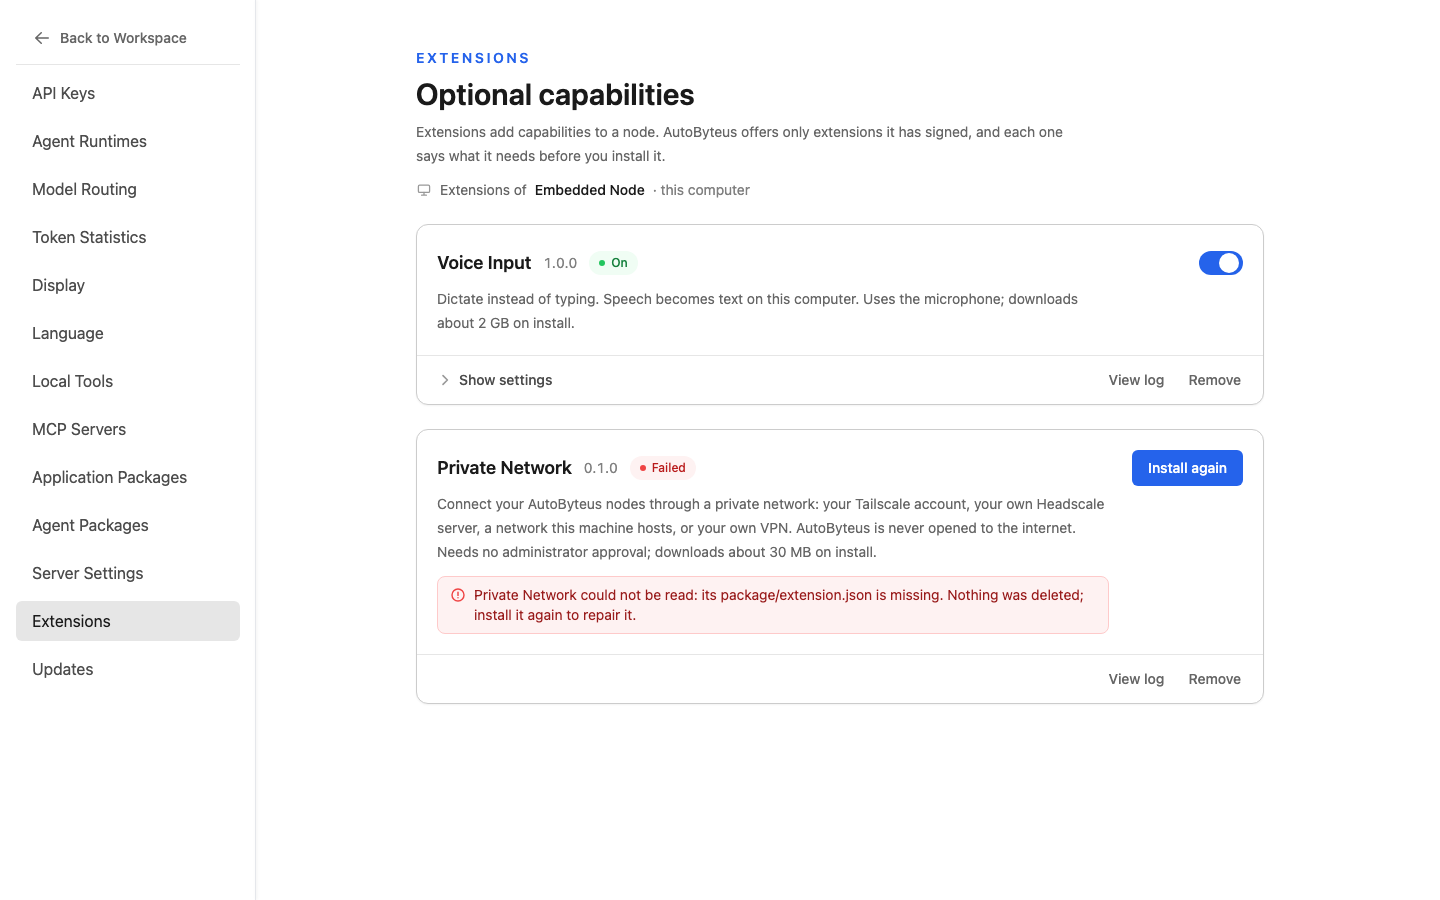 Back to Workspace
API Keys
Agent Runtimes
Model Routing
Token Statistics
Display
Language
Local Tools
MCP Servers
Application Packages
Agent Packages
Server Settings
Extensions
Updates
EXTENSIONS
Optional capabilities
Extensions add capabilities to a node. AutoByteus offers only extensions it has signed, and each one
says what it needs before you install it.
Extensions of Embedded Node · this computer
Voice Input 1.0.0 On
Dictate instead of typing. Speech becomes text on this computer. Uses the microphone; downloads
about 2 GB on install.
Show settings View log Remove
Private Network 0.1.0 Failed Install again
Connect your AutoByteus nodes through a private network: your Tailscale account, your own Headscale
server, a network this machine hosts, or your own VPN. AutoByteus is never opened to the internet.
Needs no administrator approval; downloads about 30 MB on install.
Private Network could not be read: its package/extension.json is missing. Nothing was deleted;
install it again to repair it.
View log Remove